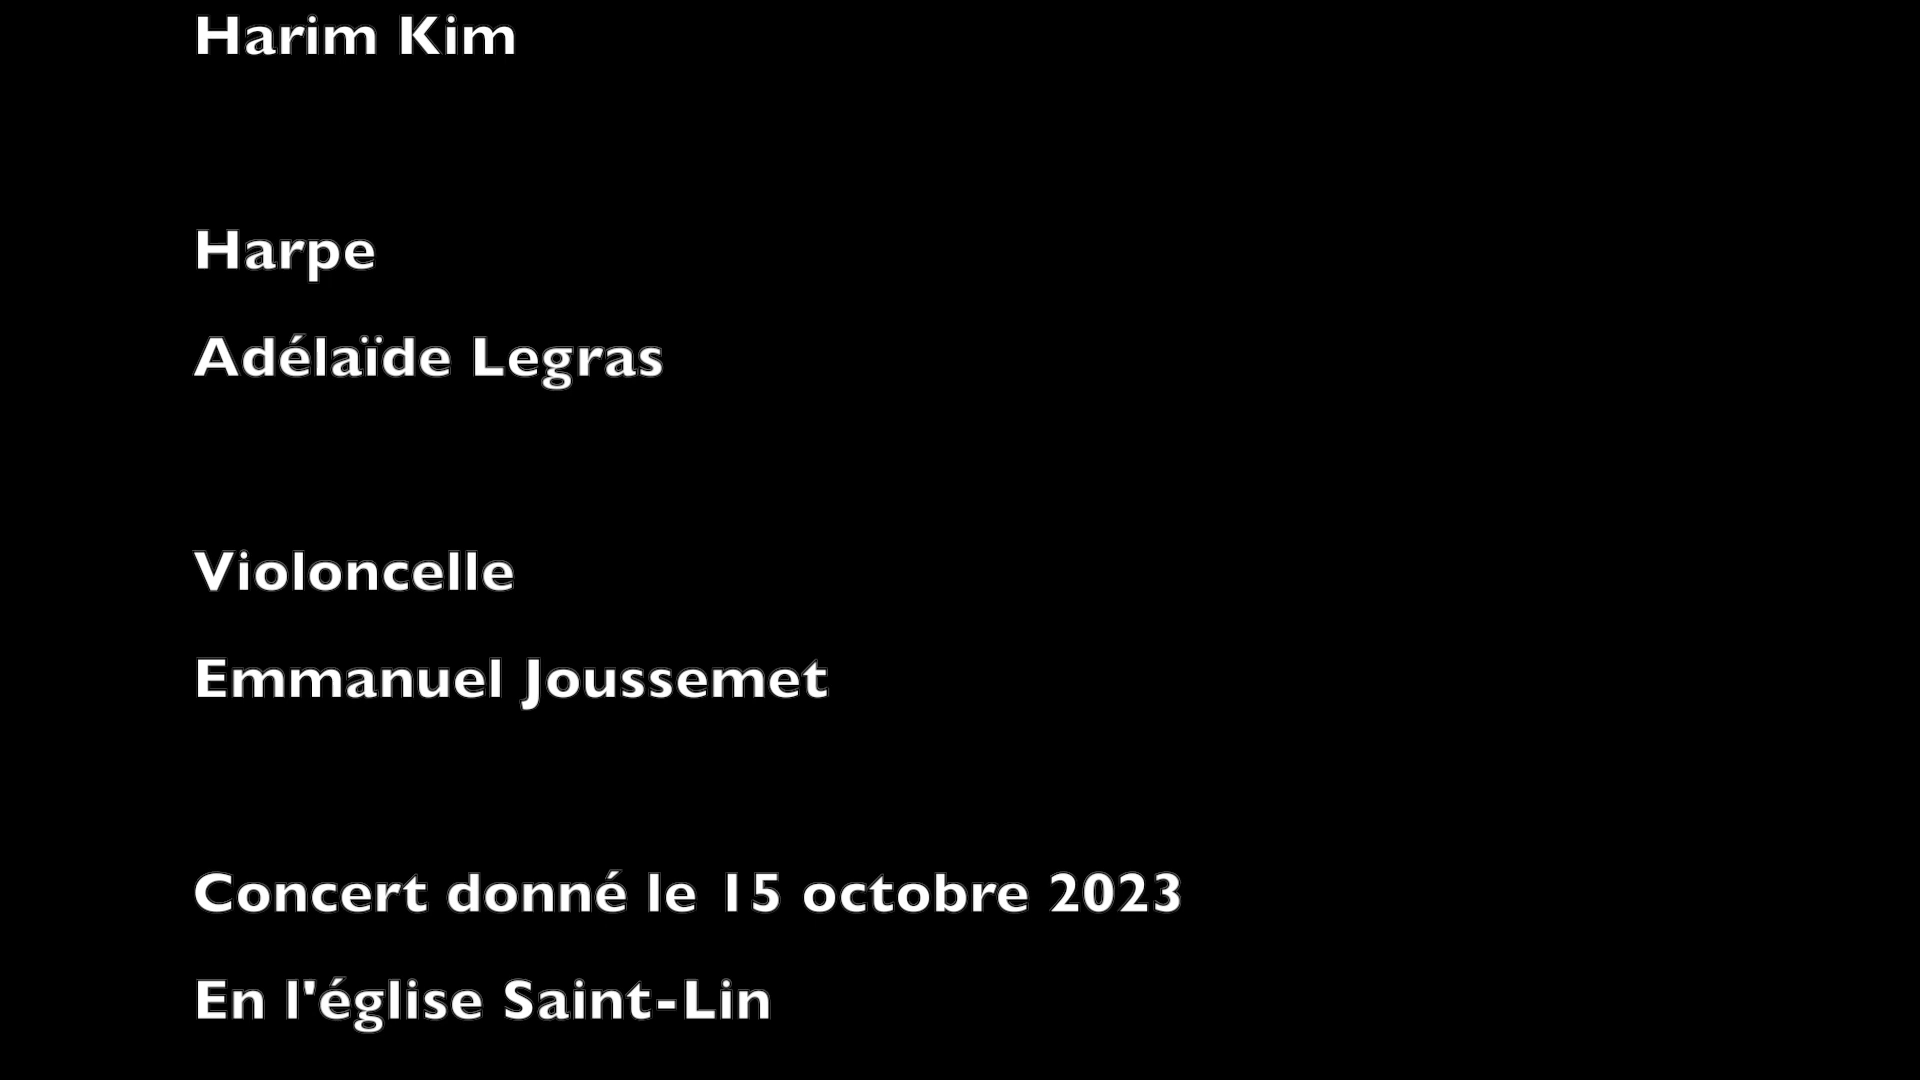 Harim Kim
Harpe
Adélaïde Legras
Violoncelle
Emmanuel Joussemet
Concert donné le 15 octobre 2023
En l'église Saint-Lin